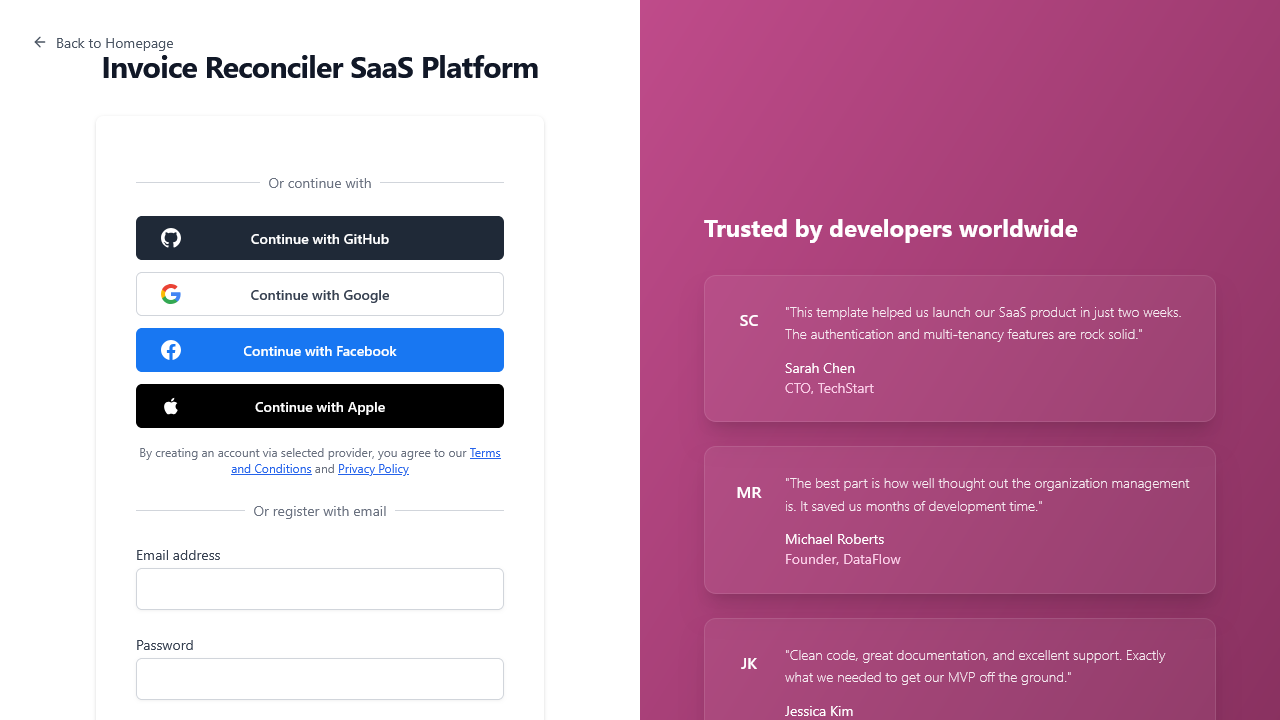 Back to Homepage
Invoice Reconciler SaaS Platform
Or continue with
Continue with GitHub
Continue with Google
Continue with Facebook
Continue with Apple
By creating an account via selected provider, you agree to our Terms
and Conditions and Privacy Policy
Or register with email
Email address
Password
Trusted by developers worldwide
SC
"This template helped us launch our SaaS product in just two weeks.
The authentication and multi-tenancy features are rock solid."
Sarah Chen
CTO, TechStart
MR
"The best part is how well thought out the organization management
is. It saved us months of development time."
Michael Roberts
Founder, DataFlow
JK
"Clean code, great documentation, and excellent support. Exactly
what we needed to get our MVP off the ground."
Jessica Kim